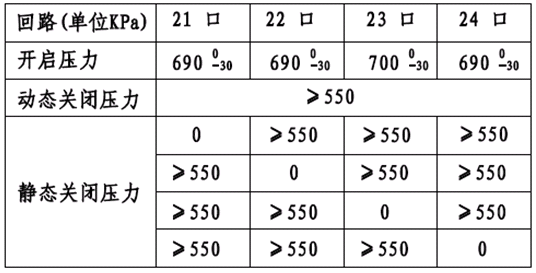 回路(单位KPa) 21 口 22 口 23 口 24 口
开启压力 690 0 -30 690 0 -30 700 0 -30 690 0 -30
动态关闭压力 ⩾550
静态关闭压力 0 ⩾550 ⩾550 ⩾550
⩾550 0 ⩾550 ⩾550
⩾550 ⩾550 0 ⩾550
⩾550 ⩾550 ⩾550 0